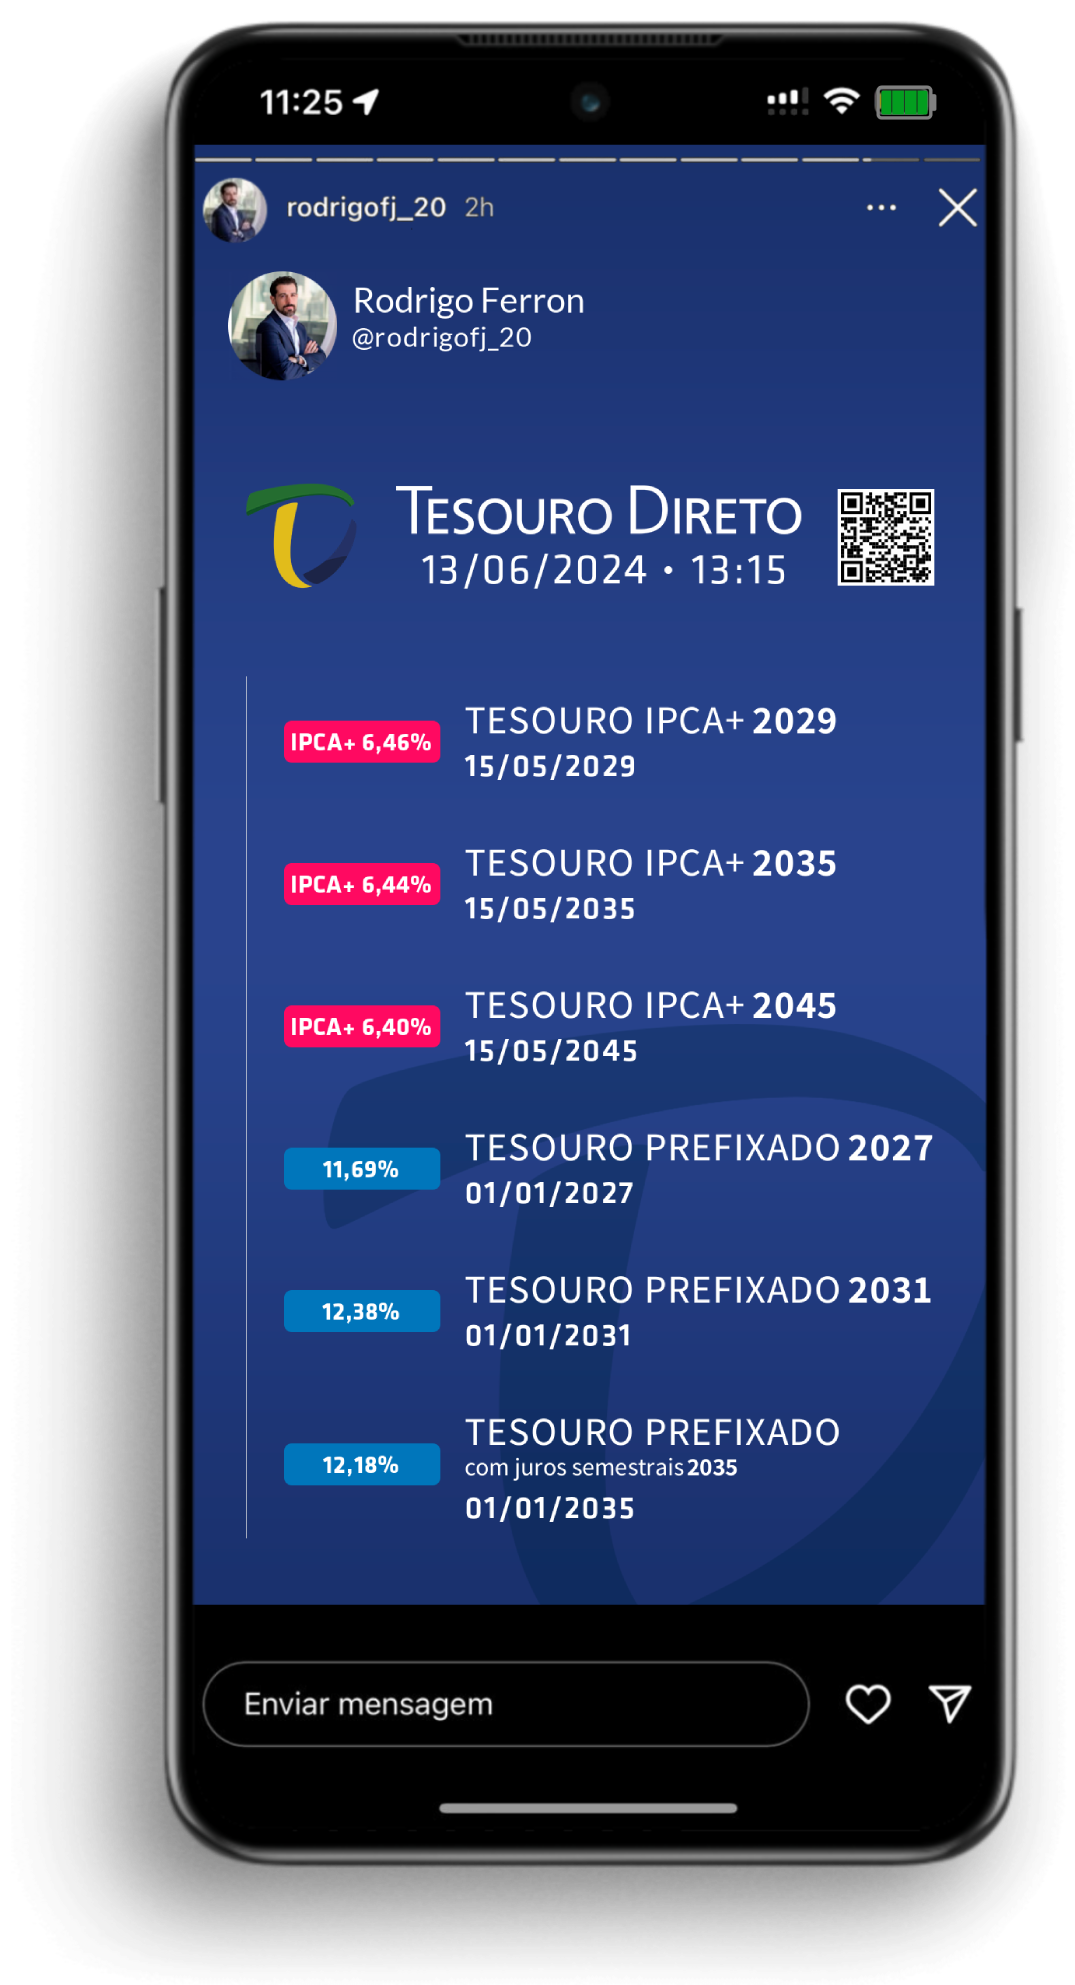 11:25
rodrigofj_20 2h
Rodrigo Ferron
@rodrigofj_20
TESOURO DIRETO
13/06/2024 • 13:15
IPCA+ 6,46%
TESOURO IPCA+ 2029
15/05/2029
IPCA+ 6,44%
TESOURO IPCA+ 2035
15/05/2035
IPCA+ 6,40%
TESOURO IPCA+ 2045
15/05/2045
11,69%
TESOURO PREFIXADO 2027
01/01/2027
12,38%
TESOURO PREFIXADO 2031
01/01/2031
12,18%
TESOURO PREFIXADO
com juros semestrais 2035
01/01/2035
Enviar mensagem